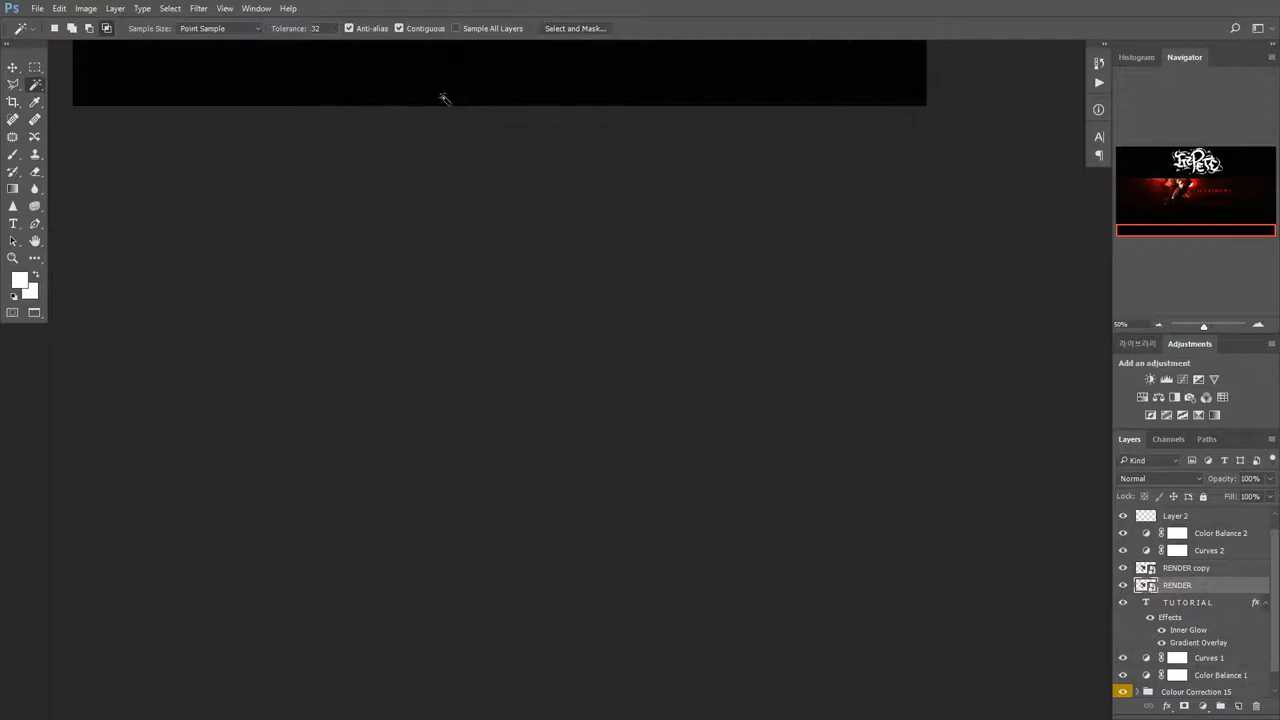 Ps File Edit Image Layer Type Select Filter View Window Help
Sample Size: Point Sample Tolerance: 32 Anti-alias Contiguous Sample All Layers Select and Mask...
Histogram Navigator
50%
라이브러리 Adjustments
Add an adjustment
Layers Channels Paths
Kind
Normal Opacity: 100%
Lock: Fill: 100%
Layer 2
Color Balance 2
Curves 2
RENDER copy
RENDER
TUTORIAL fx
Effects
Inner Glow
Gradient Overlay
Curves 1
Color Balance 1
Colour Correction 15
fx